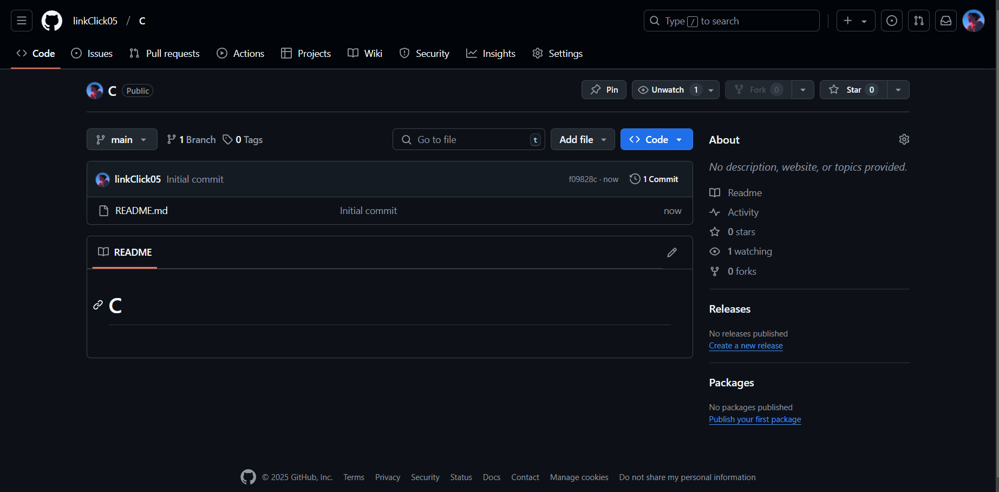 linkClick05 / C
Type / to search
Code Issues Pull requests Actions Projects Wiki Security Insights Settings
C Public
Pin Unwatch 1 Fork 0 Star 0
main 1 Branch 0 Tags Go to file t Add file Code
linkClick05 Initial commit f09828c · now 1 Commit
README.md Initial commit now
README
C
About
No description, website, or topics provided.
Readme
Activity
0 stars
1 watching
0 forks
Releases
No releases published
Create a new release
Packages
No packages published
Publish your first package
© 2025 GitHub, Inc. Terms Privacy Security Status Docs Contact Manage cookies Do not share my personal information